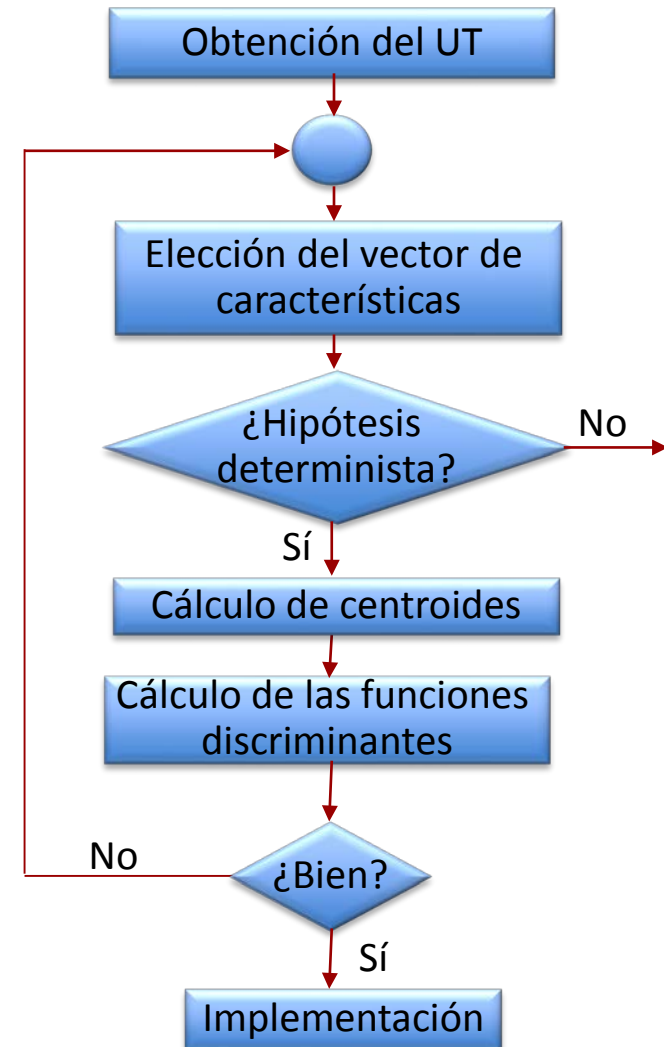 Obtención del UT
Elección del vector de
carácterísticas
¿Hipótesis
determinista?
No
Sí
Cálculo de centroides
Cálculo de las funciones
discriminantes
No
¿Bien?
Sí
Implementación